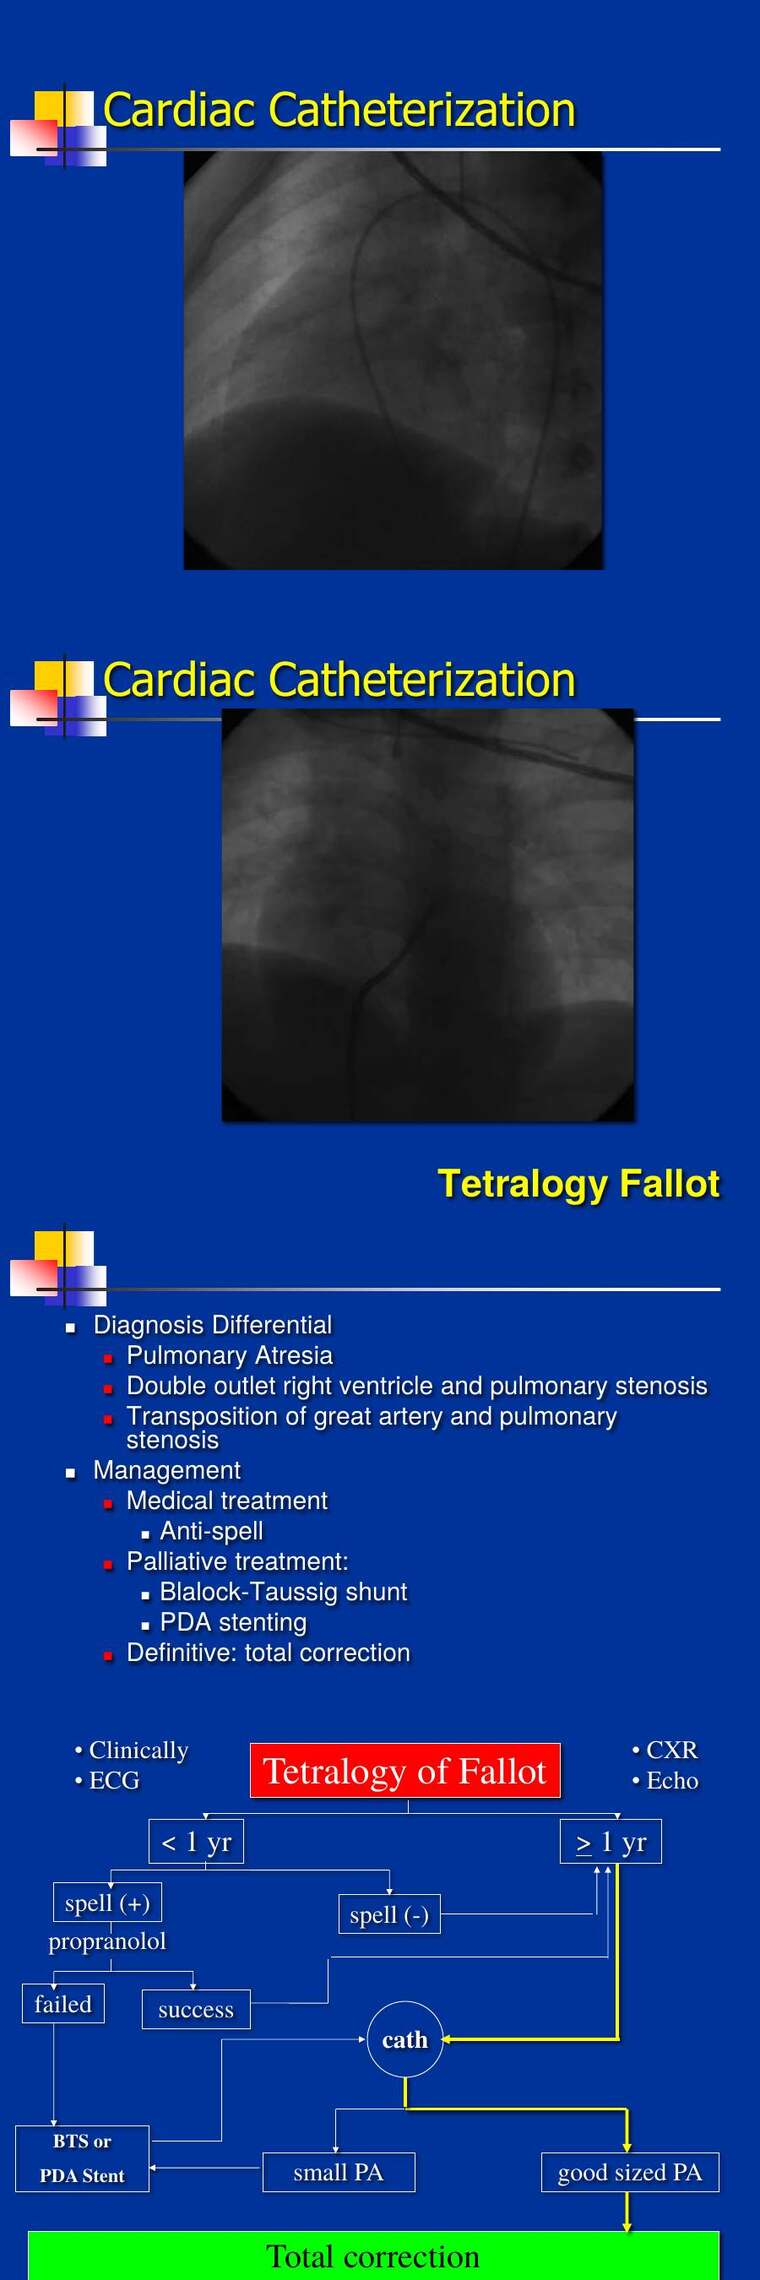 Cardiac Catheterization
Cardiac Catheterization
Tetralogy Fallot
Diagnosis Differential
Pulmonary Atresia
Double outlet right ventricle and pulmonary stenosis
Transposition of great artery and pulmonary
stenosis
Management
Medical treatment
Anti-spell
Palliative treatment:
Blalock-Taussig shunt
PDA stenting
Definitive: total correction
• Clinically
• ECG
Tetralogy of Fallot
• CXR
• Echo
< 1 yr
≥ 1 yr
spell (+)
spell (-)
propranolol
failed
success
cath
BTS or
PDA Stent
small PA
good sized PA
Total correction